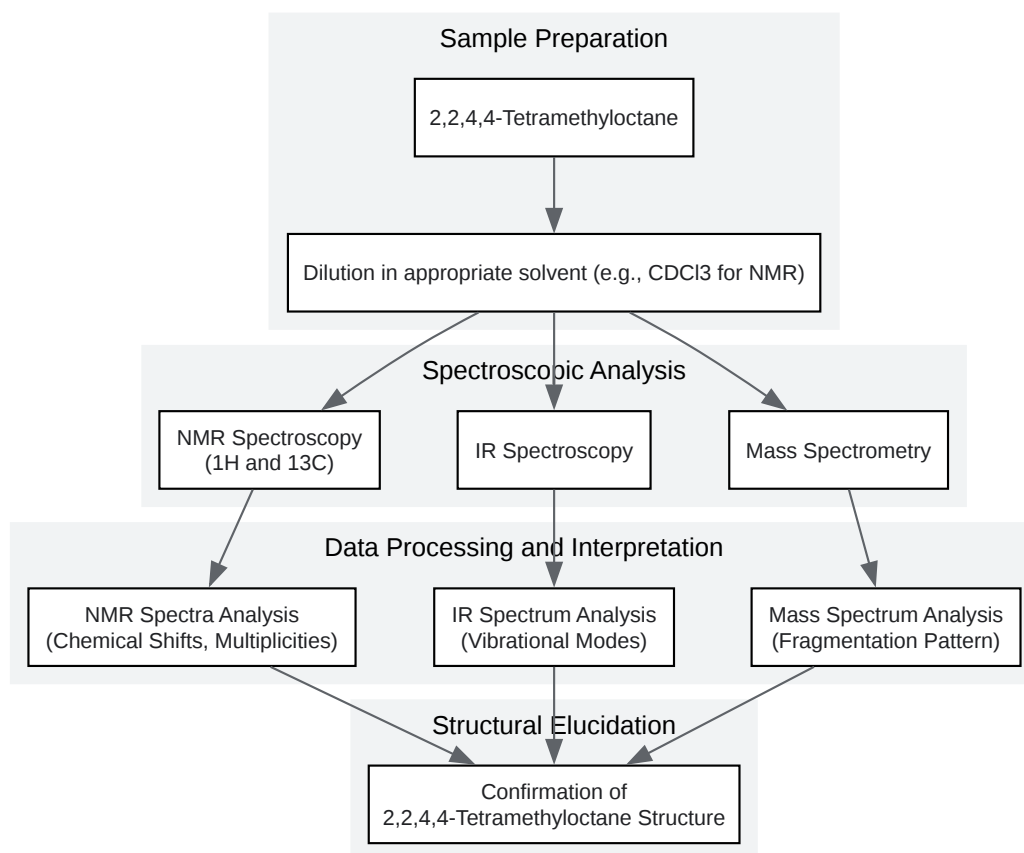 Sample Preparation
2,2,4,4-Tetramethyloctane
Dilution in appropriate solvent (e.g., CDCl3 for NMR)
Spectroscopic Analysis
NMR Spectroscopy
(1H and 13C)
IR Spectroscopy
Mass Spectrometry
Data Processing and Interpretation
NMR Spectra Analysis
(Chemical Shifts, Multiplicities)
IR Spectrum Analysis
(Vibrational Modes)
Mass Spectrum Analysis
(Fragmentation Pattern)
Structural Elucidation
Confirmation of
2,2,4,4-Tetramethyloctane Structure